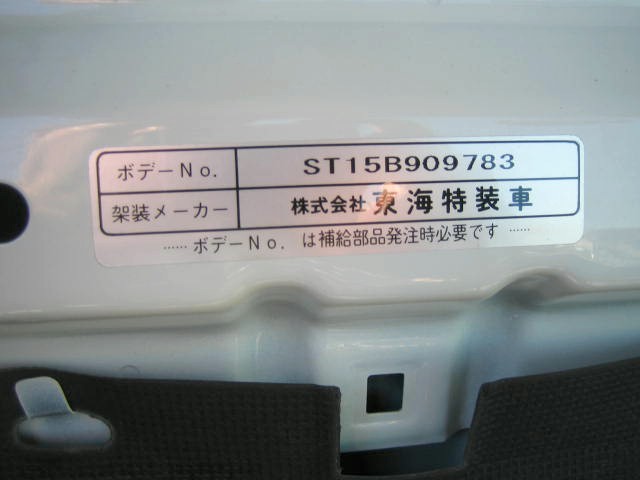 ボデーNo. ST15B909783
架装メーカー 株式会社 東海特装車
……ボデーNo. は補給部品発注時必要です……